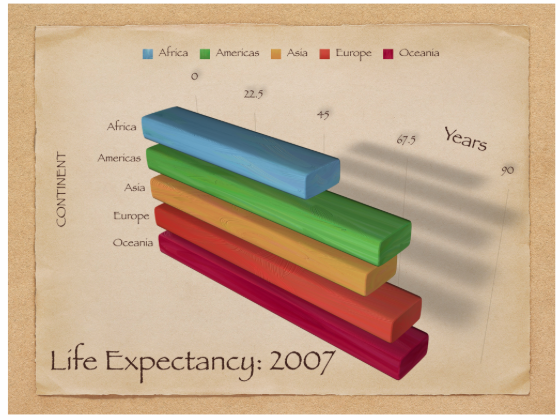 Africa Americas Asia Europe Oceania
0
22.5
45
67.5
90
Years
Africa
Americas
Asia
Europe
Oceania
CONTINENT
Life Expectancy: 2007